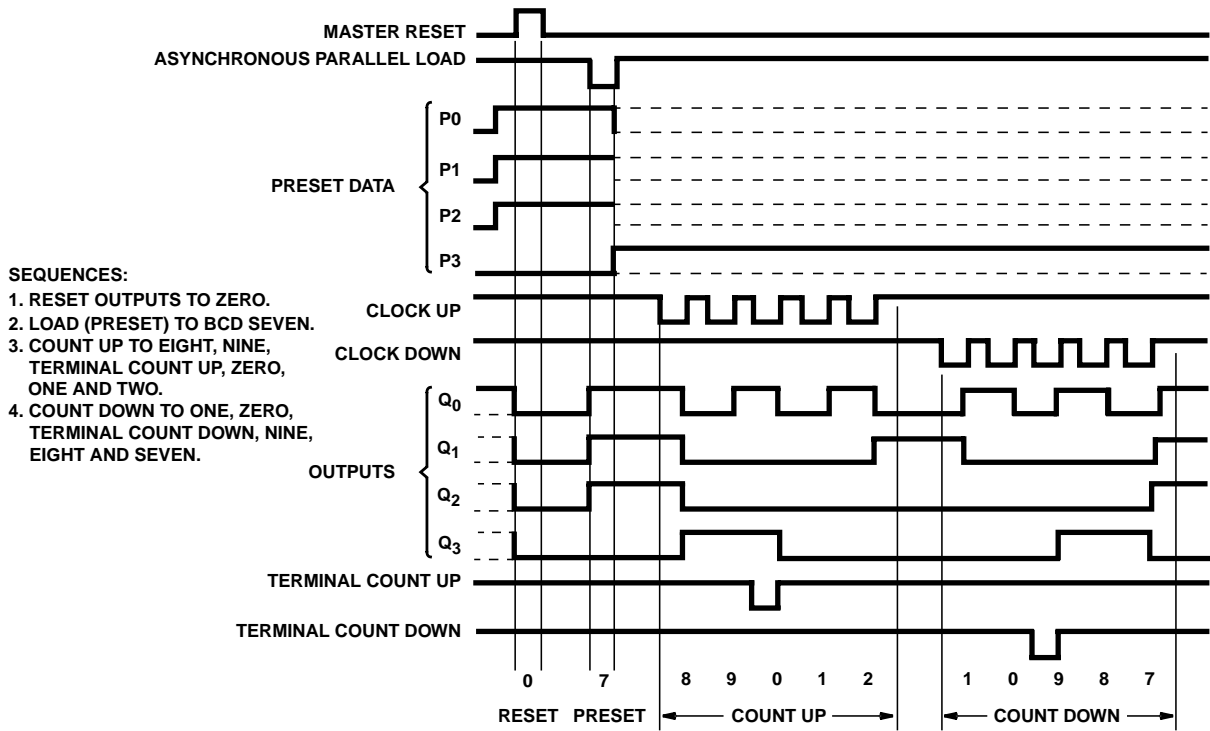 MASTER RESET
ASYNCHRONOUS PARALLEL LOAD
P0
P1
PRESET DATA
P2
P3
SEQUENCES:
1. RESET OUTPUTS TO ZERO.
2. LOAD (PRESET) TO BCD SEVEN.
3. COUNT UP TO EIGHT, NINE,
TERMINAL COUNT UP, ZERO,
ONE AND TWO.
4. COUNT DOWN TO ONE, ZERO,
TERMINAL COUNT DOWN, NINE,
EIGHT AND SEVEN.
CLOCK UP
CLOCK DOWN
Q0
Q1
OUTPUTS
Q2
Q3
TERMINAL COUNT UP
TERMINAL COUNT DOWN
0 7 8 9 0 1 2 1 0 9 8 7
RESET PRESET COUNT UP COUNT DOWN